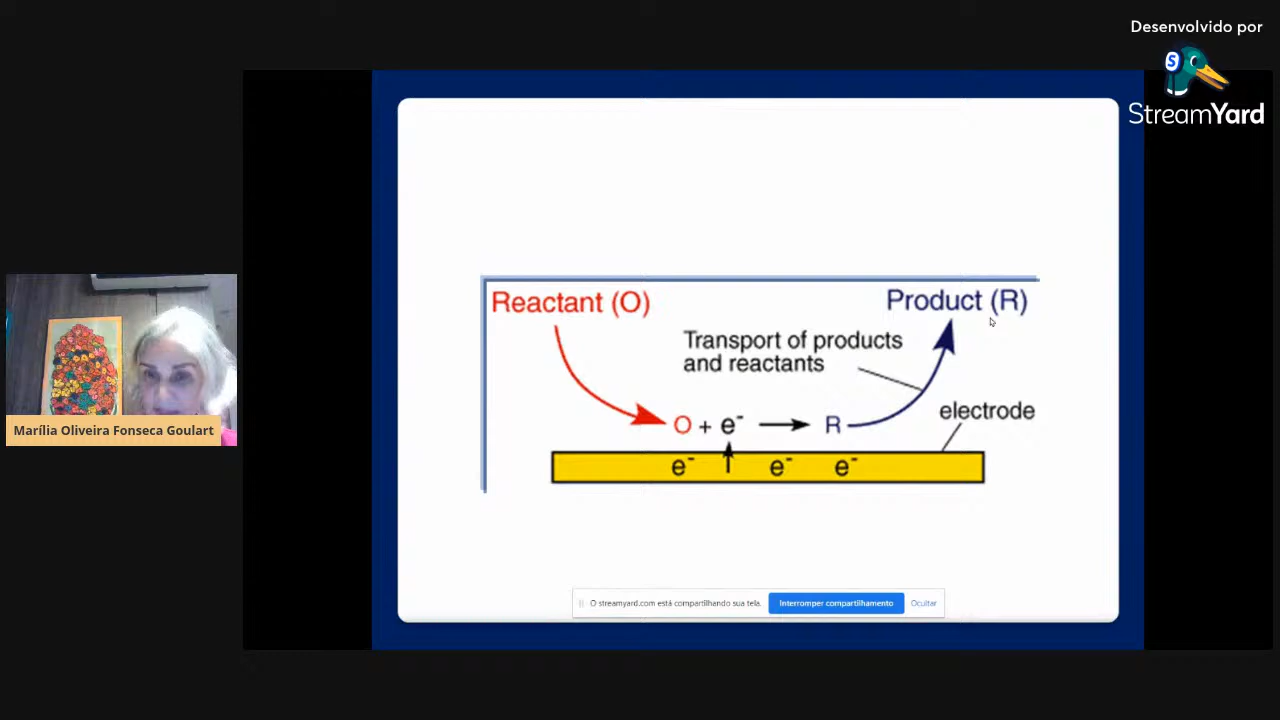 Desenvolvido por
S
StreamYard
Reactant (O)
Product (R)
Transport of products
and reactants
electrode
O + e⁻ → R
e⁻ e⁻ e⁻
O streamyard.com está compartilhando sua tela.
Interromper compartilhamento
Ocultar
Marília Oliveira Fonseca Goulart